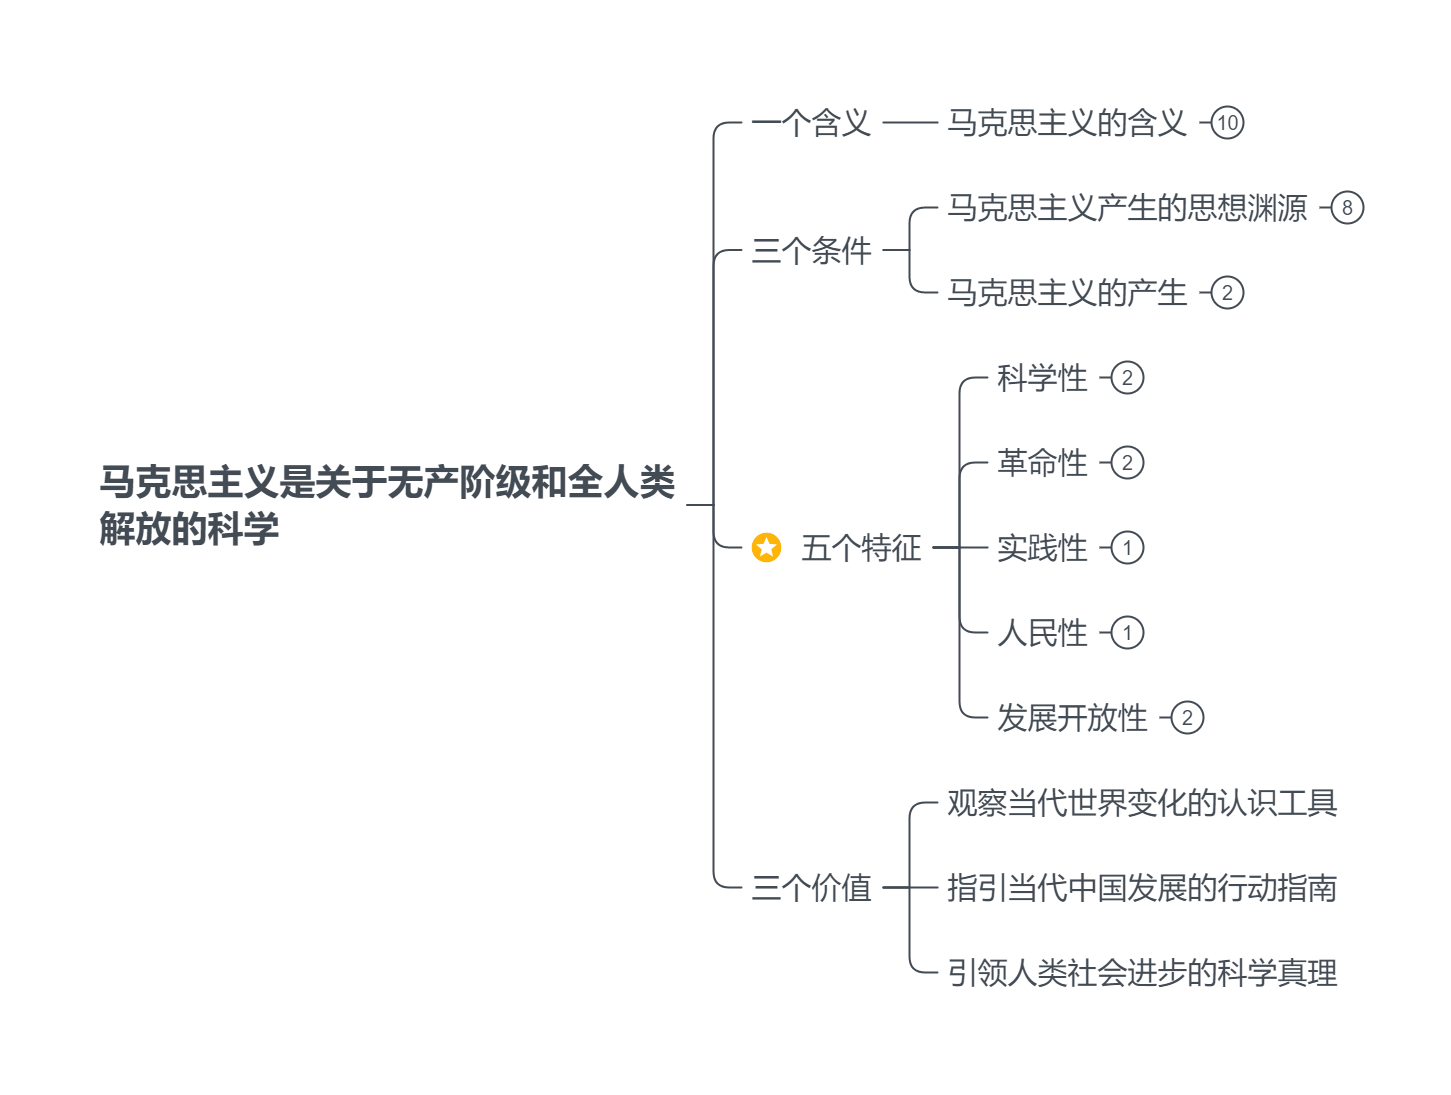 马克思主义是关于无产阶级和全人类
解放的科学
一个含义
马克思主义的含义
10
三个条件
马克思主义产生的思想渊源
8
马克思主义的产生
2
五个特征
科学性
2
革命性
2
实践性
1
人民性
1
发展开放性
2
三个价值
观察当代世界变化的认识工具
指引当代中国发展的行动指南
引领人类社会进步的科学真理